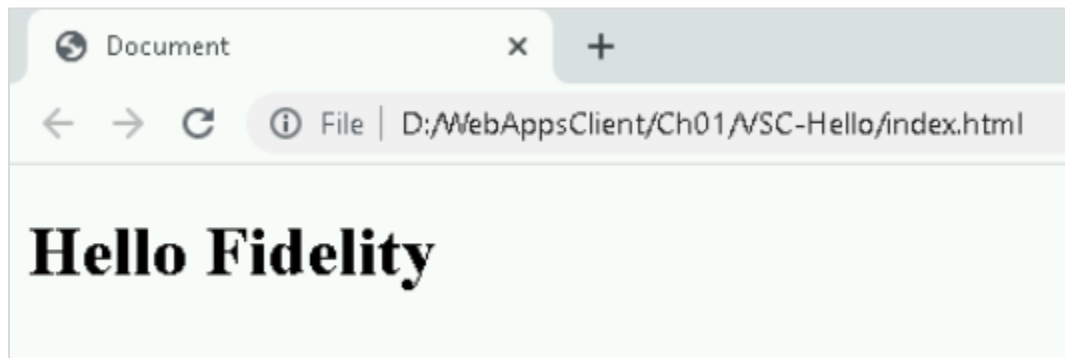 Document
File | D:/WebAppsClient/Ch01/VSC-Hello/index.html
Hello Fidelity